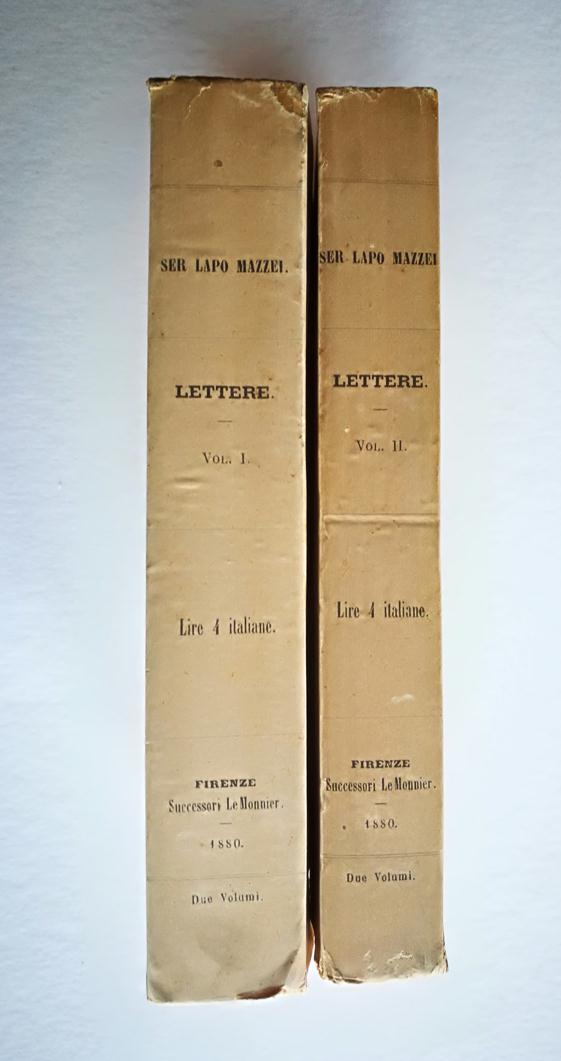 SER LAPO MAZZEI.
LETTERE.
VOL. I.
Lire 4 italiane.
FIRENZE
Successori Le Monnier.
1880.
Due Volumi.
SER LAPO MAZZEI
LETTERE.
VOL. II.
Lire 4 italiane.
FIRENZE
Successori Le Monnier.
1880.
Due Volumi.